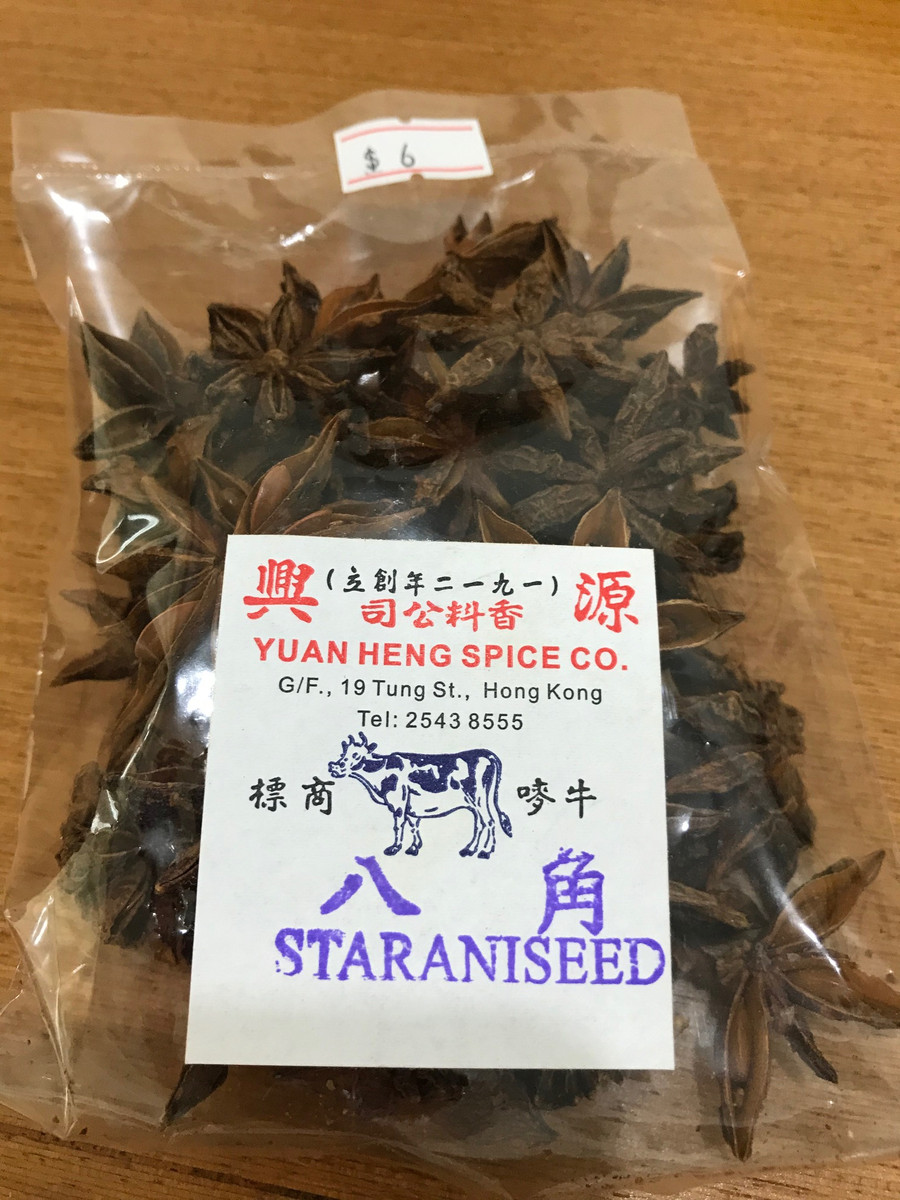 $ 6
源 (一九二一年創立) 興
香料公司
YUAN HENG SPICE CO.
G/F., 19 Tung St., Hong Kong
Tel: 2543 8555
牛嘜 商標
八角
STARANISEED